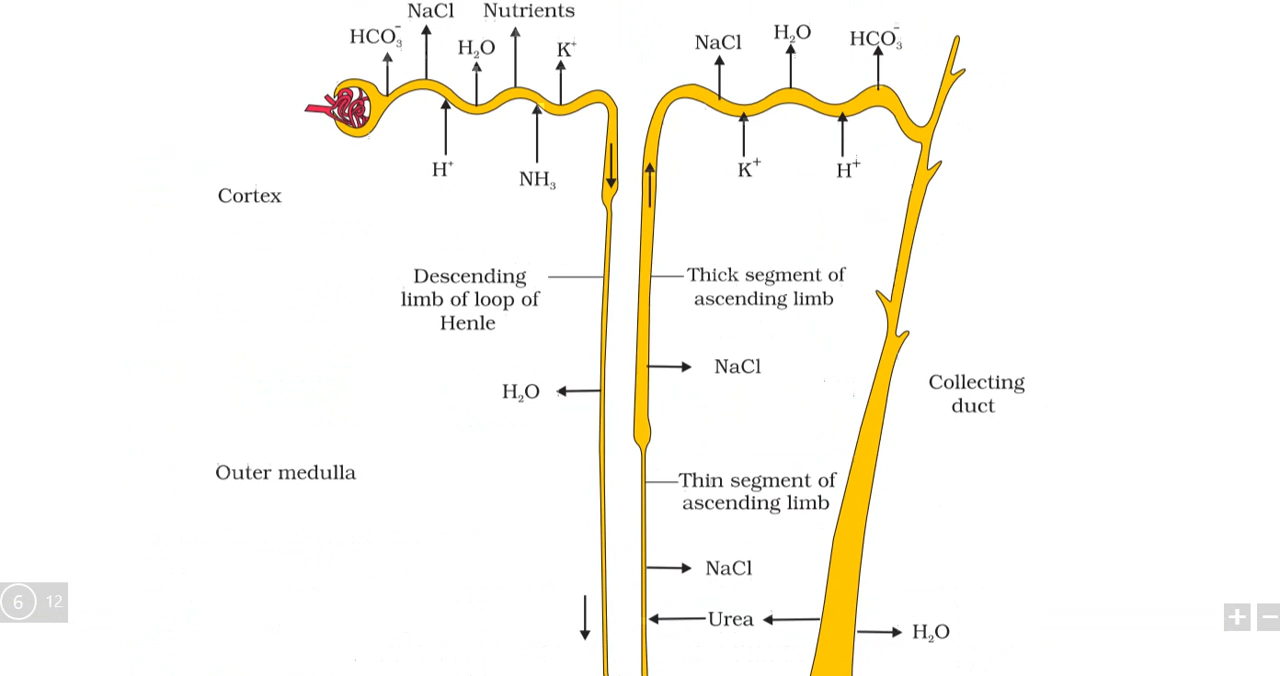 NaCl
Nutrients
HCO₃⁻
H₂O
K⁺
NaCl
H₂O
HCO₃⁻
H⁺
NH₃
K⁺
H⁺
Cortex
Descending
limb of loop of
Henle
Thick segment of
ascending limb
NaCl
H₂O
Collecting
duct
Outer medulla
Thin segment of
ascending limb
NaCl
Urea
H₂O
6
12